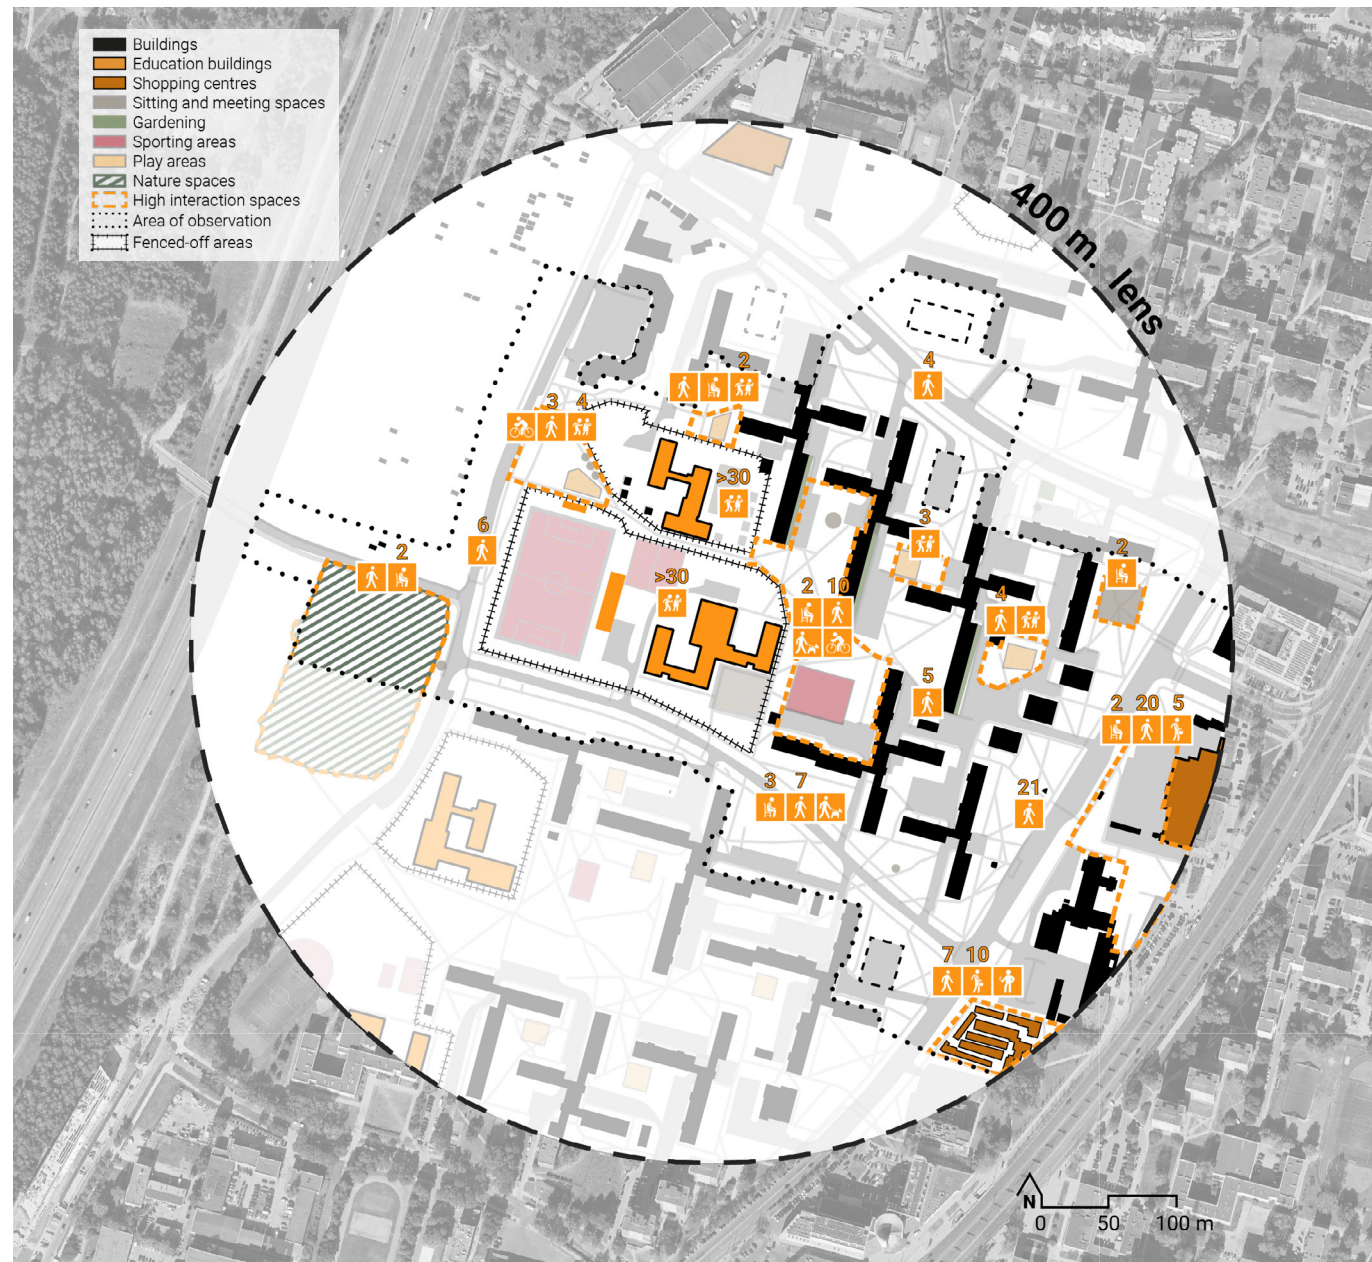 Buildings
Education buildings
Shopping centres
Sitting and meeting spaces
Gardening
Sporting areas
Play areas
Nature spaces
High interaction spaces
Area of observation
Fenced-off areas
400 m. lens
2
4
3 4
>30
3
6
2
2
>30
2 10
4
5
2 20 5
3 7
21
7 10
N
0 50 100 m